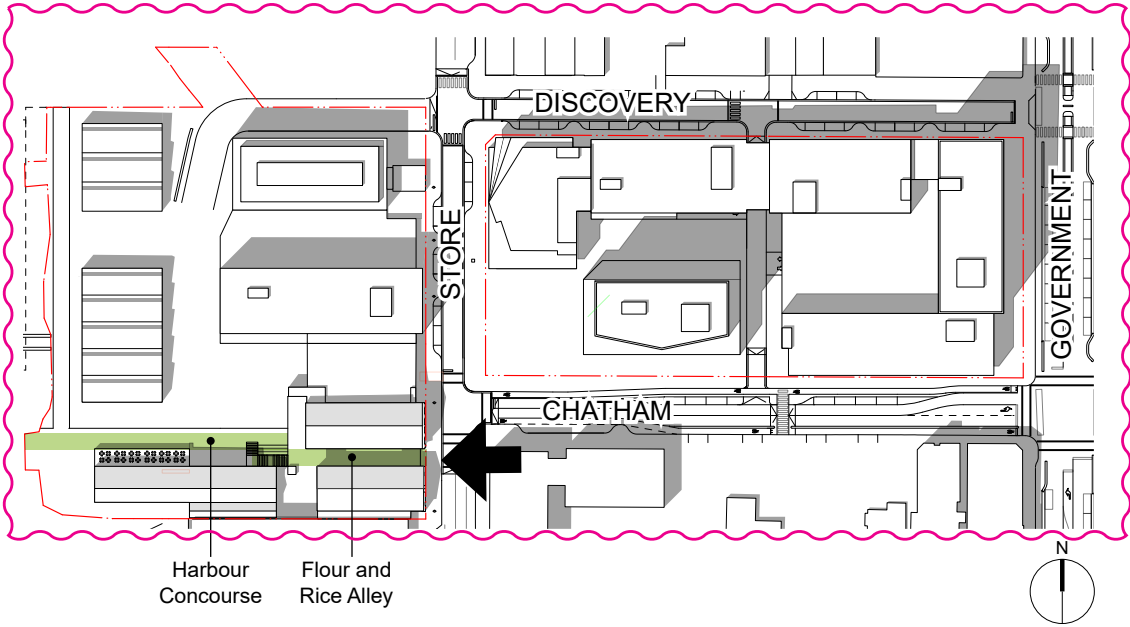 DISCOVERY
STORE
GOVERNMENT
CHATHAM
Harbour
Concourse
Flour and
Rice Alley
N